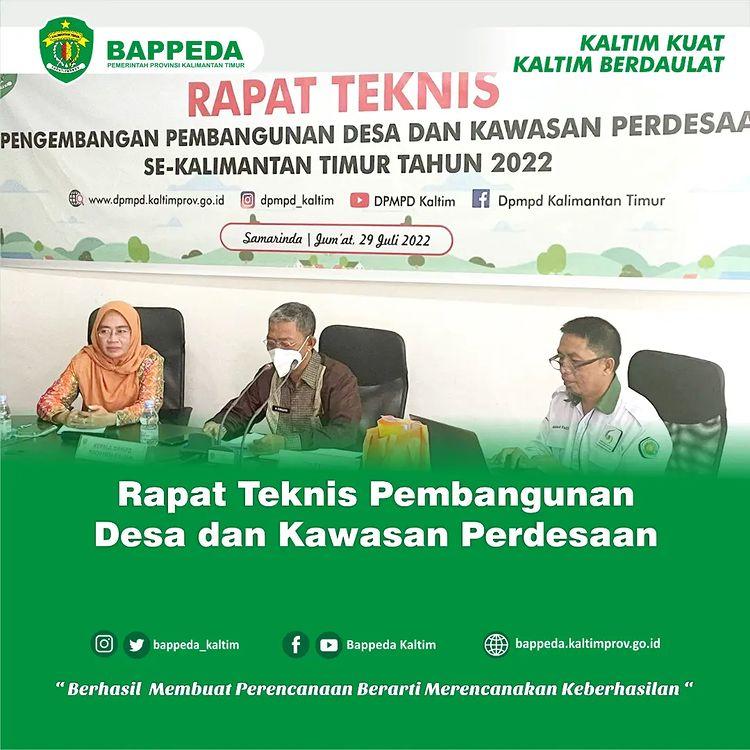 BAPPEDA
PEMERINTAH PROVINSI KALIMANTAN TIMUR
KALTIM KUAT
KALTIM BERDAULAT
RAPAT TEKNIS
PENGEMBANGAN PEMBANGUNAN DESA DAN KAWASAN PERDESAA
SE-KALIMANTAN TIMUR TAHUN 2022
www.dpmpd.kaltimprov.go.id dpmpd_kaltim DPMPD Kaltim Dpmpd Kalimantan Timur
Samarinda | Jum'at, 29 Juli 2022
Rapat Teknis Pembangunan
Desa dan Kawasan Perdesaan
bappeda_kaltim Bappeda Kaltim bappeda.kaltimprov.go.id
“ Berhasil Membuat Perencanaan Berarti Merencanakan Keberhasilan “